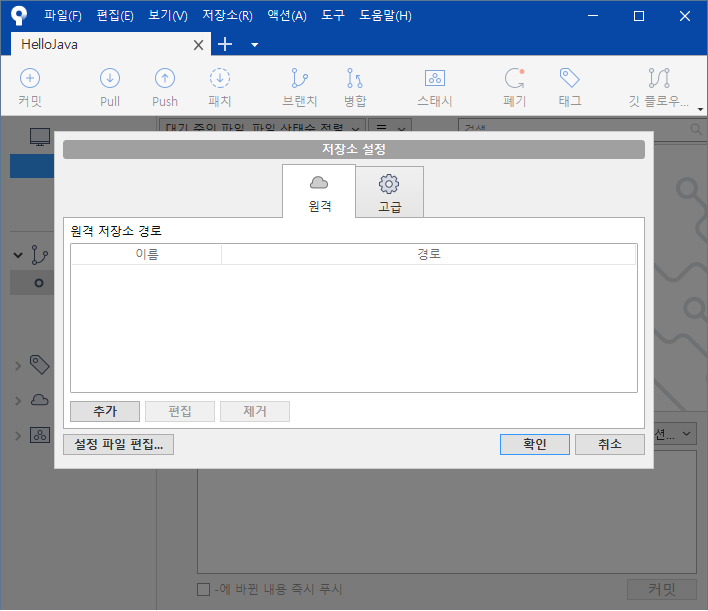 파일(F) 편집(E) 보기(V) 저장소(R) 액션(A) 도구 도움말(H)
HelloJava
커밋 Pull Push 패치 브랜치 병합 스태시 폐기 태그 깃 플로우...
대기 중인 파일, 파일 상태순 정렬
검색
저장소 설정
원격 고급
원격 저장소 경로
이름 경로
추가 편집 제거
션...
설정 파일 편집... 확인 취소
-에 바뀐 내용 즉시 푸시
커밋